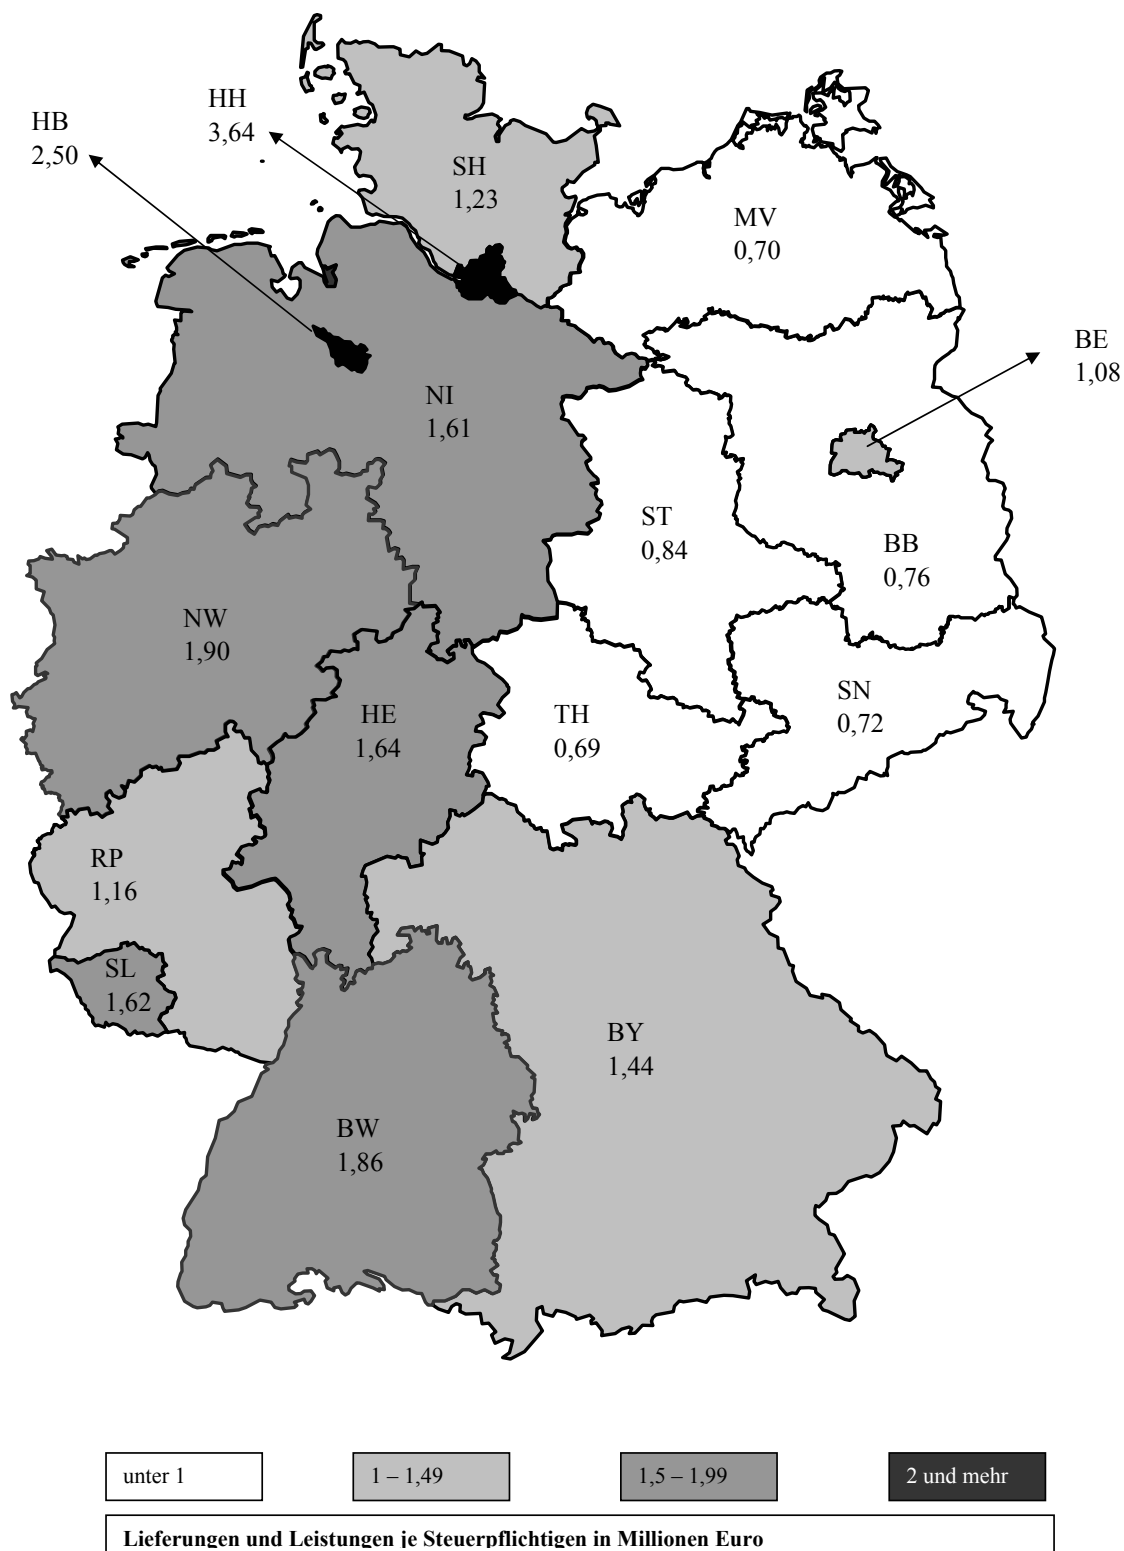 HH
3,64
HB
2,50
SH
1,23
MV
0,70
BE
1,08
NI
1,61
ST
0,84
BB
0,76
NW
1,90
SN
0,72
HE
1,64
TH
0,69
RP
1,16
SL
1,62
BY
1,44
BW
1,86
unter 1
1 – 1,49
1,5 – 1,99
2 und mehr
Lieferungen und Leistungen je Steuerpflichtigen in Millionen Euro